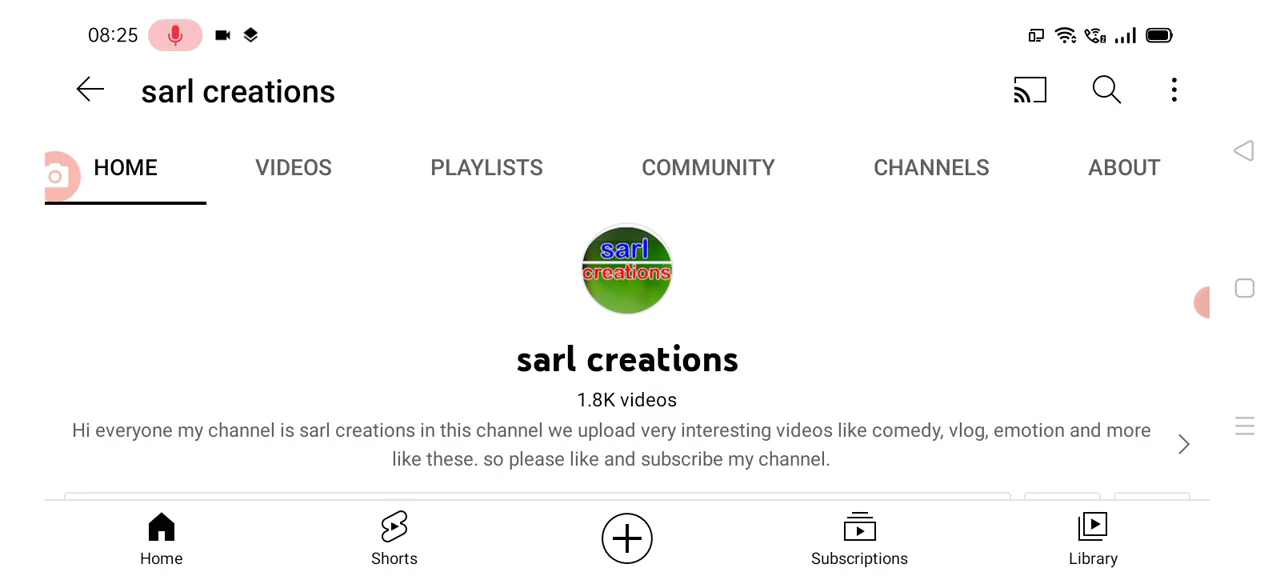 08:25
sarl creations
HOME VIDEOS PLAYLISTS COMMUNITY CHANNELS ABOUT
sarl
creations
sarl creations
1.8K videos
Hi everyone my channel is sarl creations in this channel we upload very interesting videos like comedy, vlog, emotion and more
like these. so please like and subscribe my channel.
Home Shorts Subscriptions Library